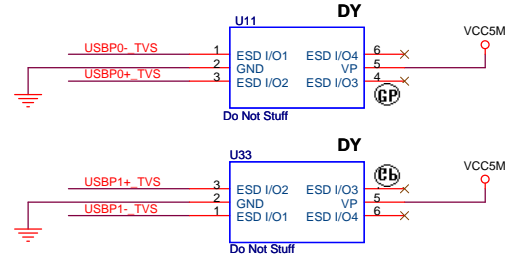 U11 DY
VCC5M
USBP0-_TVS 1 ESD I/O1 ESD I/O4 6
2 GND VP 5
USBP0+_TVS 3 ESD I/O2 ESD I/O3 4
GP
Do Not Stuff
U33 DY
VCC5M
USBP1+_TVS 3 ESD I/O2 ESD I/O3
2 GND VP 5
USBP1-_TVS 1 ESD I/O1 ESD I/O4 6
Do Not Stuff